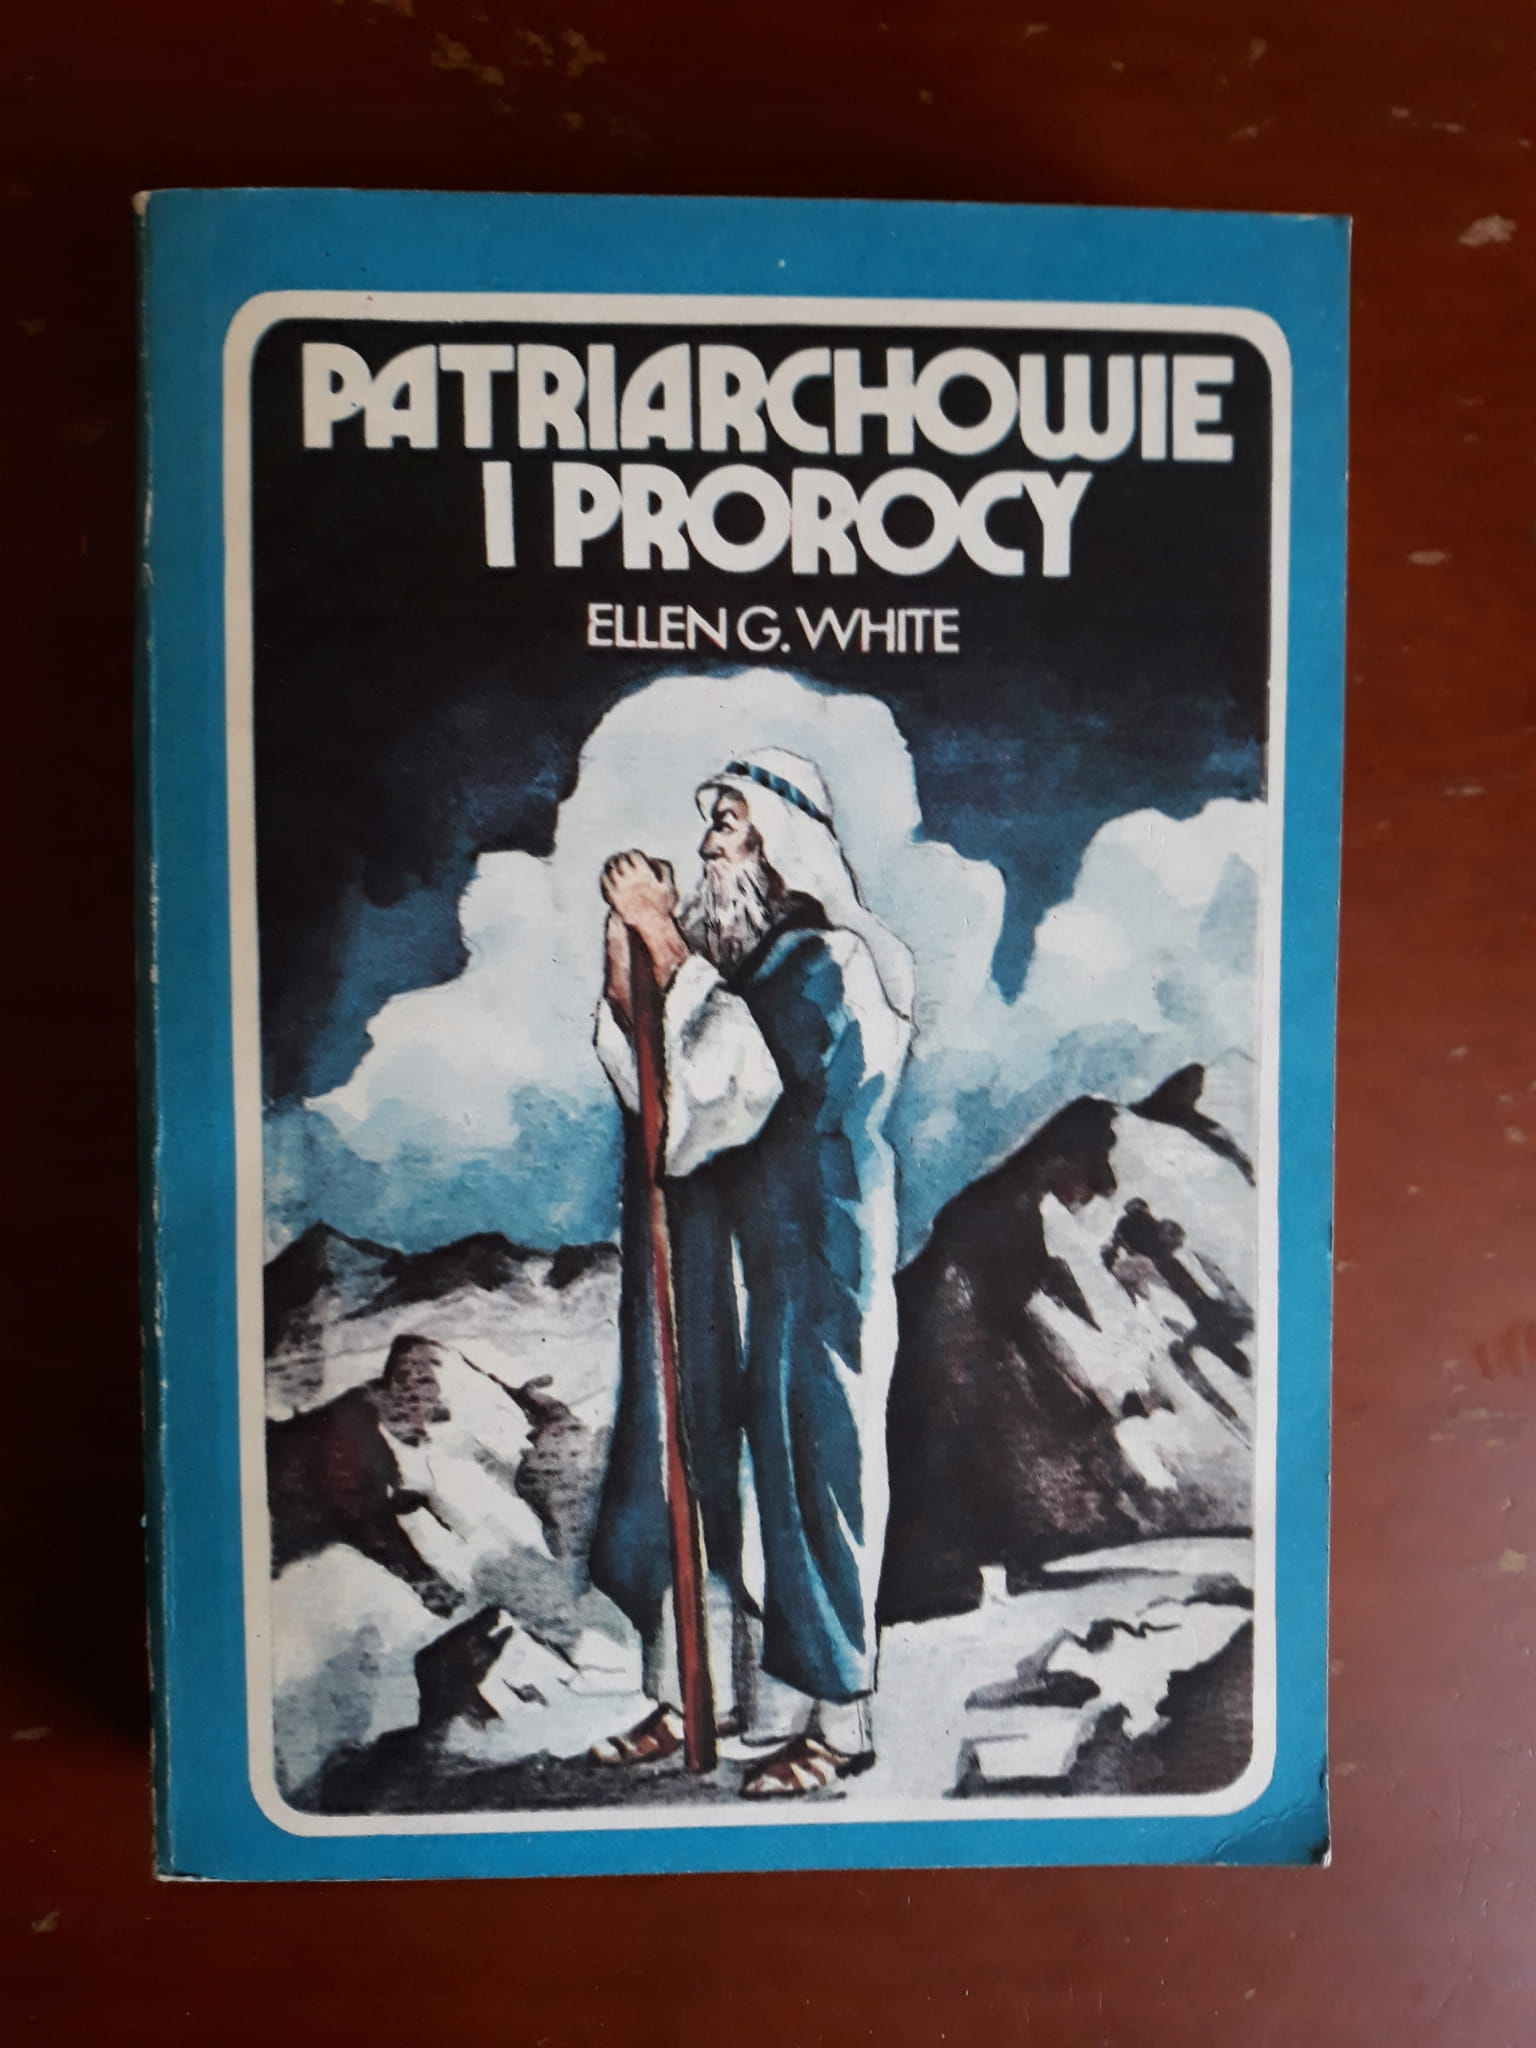 PATRIARCHOWIE
I PROROCY
ELLEN G. WHITE